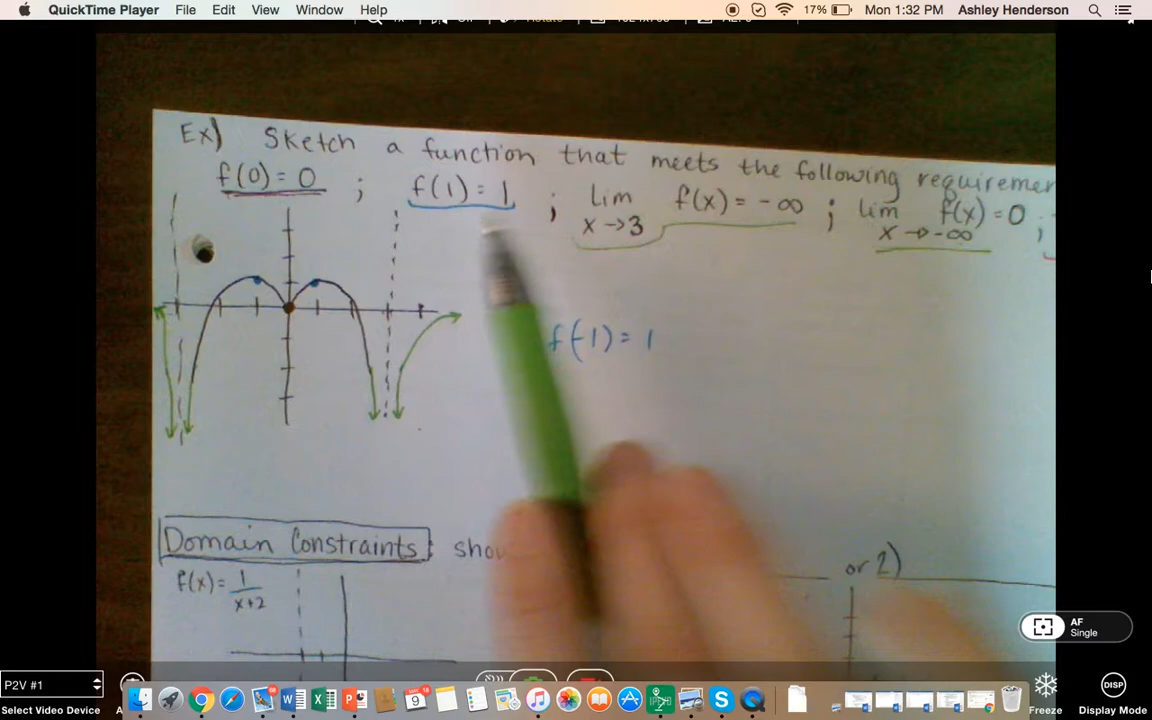 QuickTime Player File Edit View Window Help 17% Mon 1:32 PM Ashley Henderson
Ex) Sketch a function that meets the following requiremen
f(0) = 0 ; f(1) = 1 ; lim x→3 f(x) = -∞ ; lim x→-∞ f(x) = 0 ;
f(-1) = 1
Domain Constraints : shou
or 2)
f(x) = 1/x+2
AF
Single
P2V #1
Select Video Device
Freeze
Display Mode
DISP